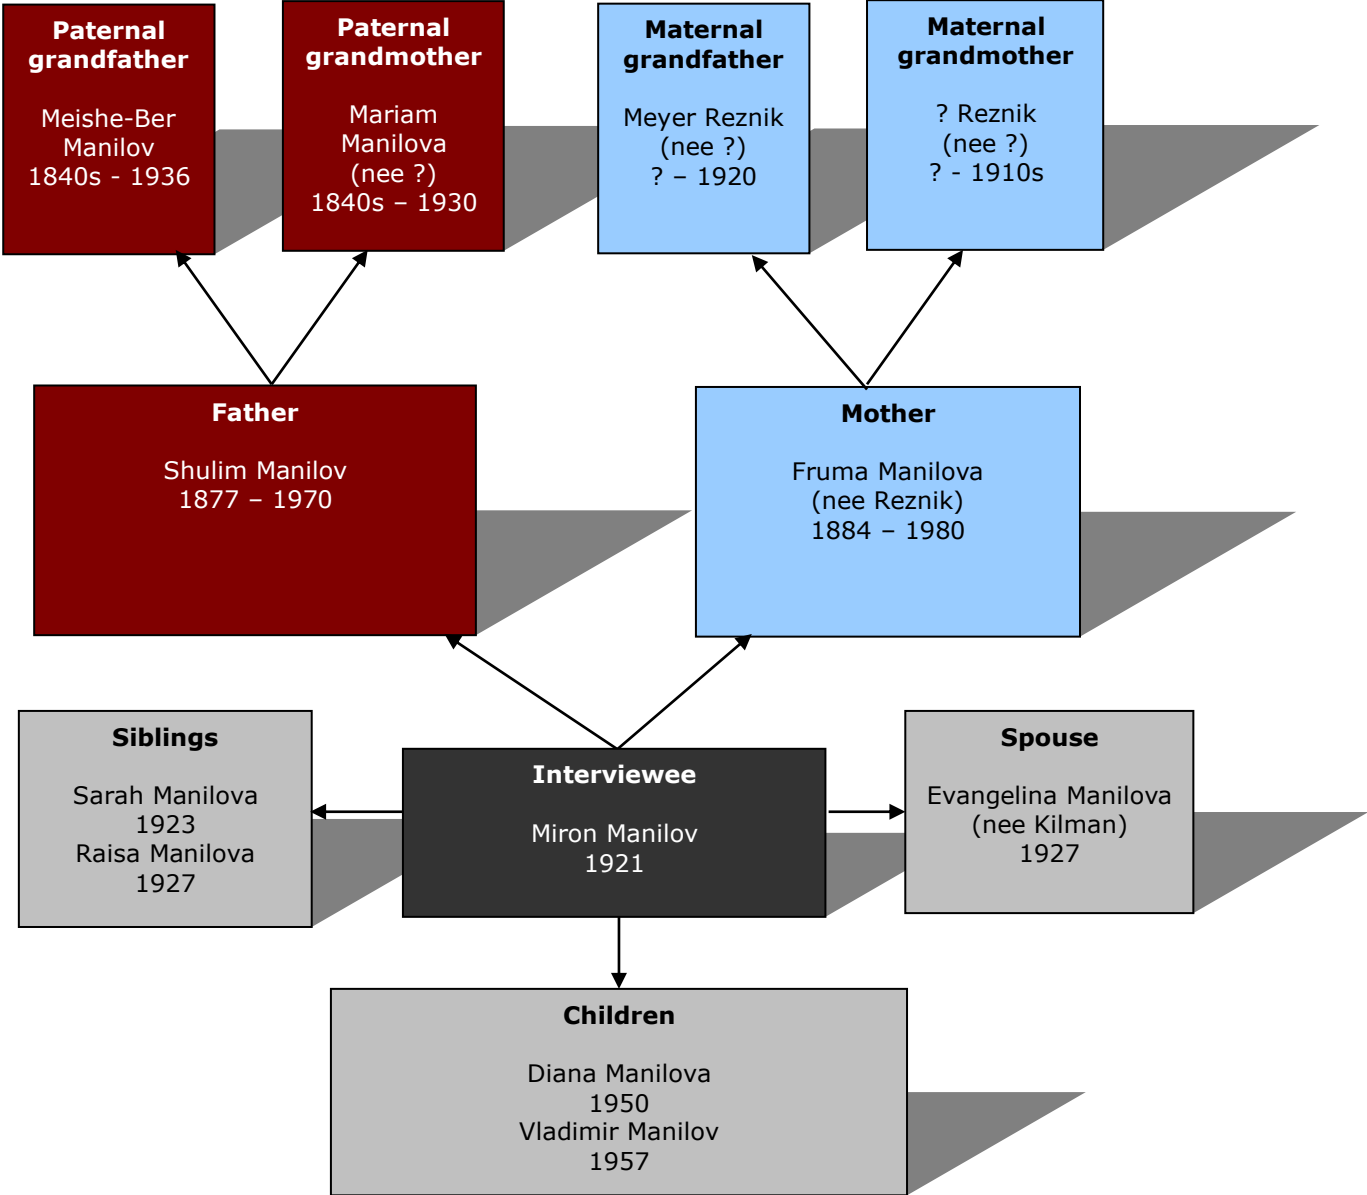 Paternal
grandfather
Meishe-Ber
Manilov
1840s - 1936
Paternal
grandmother
Mariam
Manilova
(nee ?)
1840s – 1930
Maternal
grandfather
Meyer Reznik
(nee ?)
? – 1920
Maternal
grandmother
? Reznik
(nee ?)
? - 1910s
Father
Shulim Manilov
1877 – 1970
Mother
Fruma Manilova
(nee Reznik)
1884 – 1980
Siblings
Sarah Manilova
1923
Raisa Manilova
1927
Interviewee
Miron Manilov
1921
Spouse
Evangelina Manilova
(nee Kilman)
1927
Children
Diana Manilova
1950
Vladimir Manilov
1957